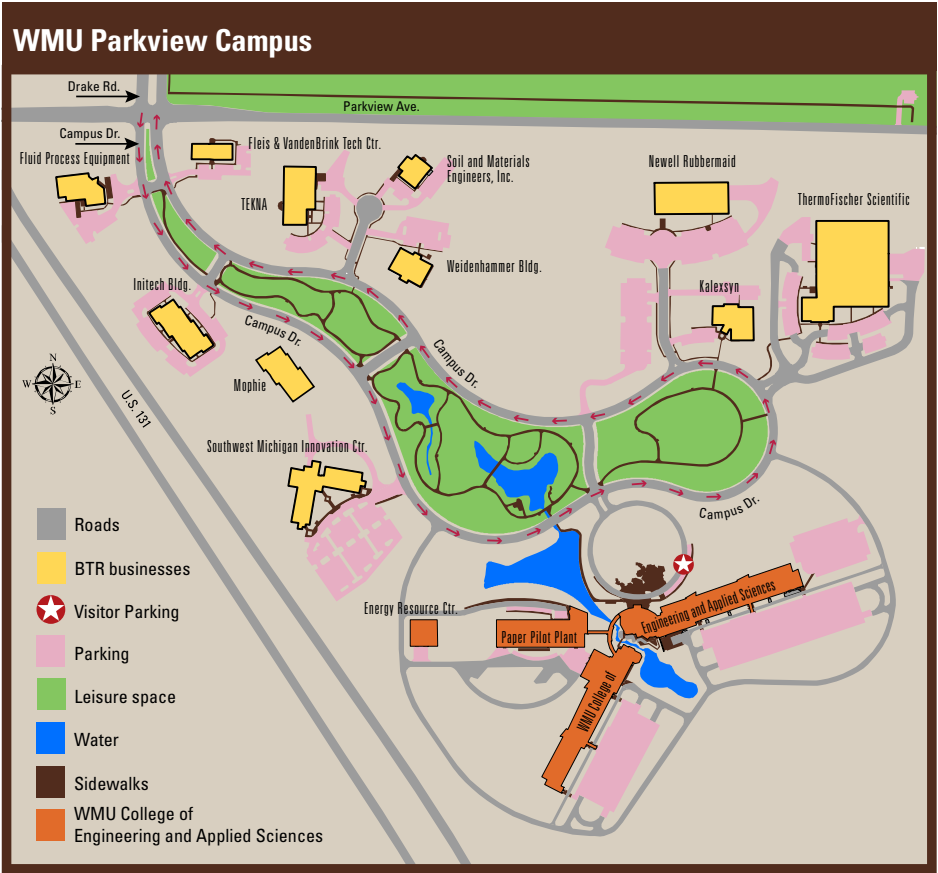 WMU Parkview Campus
Drake Rd.
Parkview Ave.
Campus Dr.
Fleis & VandenBrink Tech Ctr.
Fluid Process Equipment
Soil and Materials
Engineers, Inc.
Newell Rubbermaid
TEKNA
ThermoFischer Scientific
Weidenhammer Bldg.
Initech Bldg.
Kalexsyn
Campus Dr.
Campus Dr.
N
W E
S
Mophie
U.S. 131
Southwest Michigan Innovation Ctr.
Campus Dr.
Roads
BTR businesses
Visitor Parking
Parking
Leisure space
Water
Sidewalks
WMU College of
Engineering and Applied Sciences
Energy Resource Ctr.
Paper Pilot Plant
WMU College of
Engineering and Applied Sciences